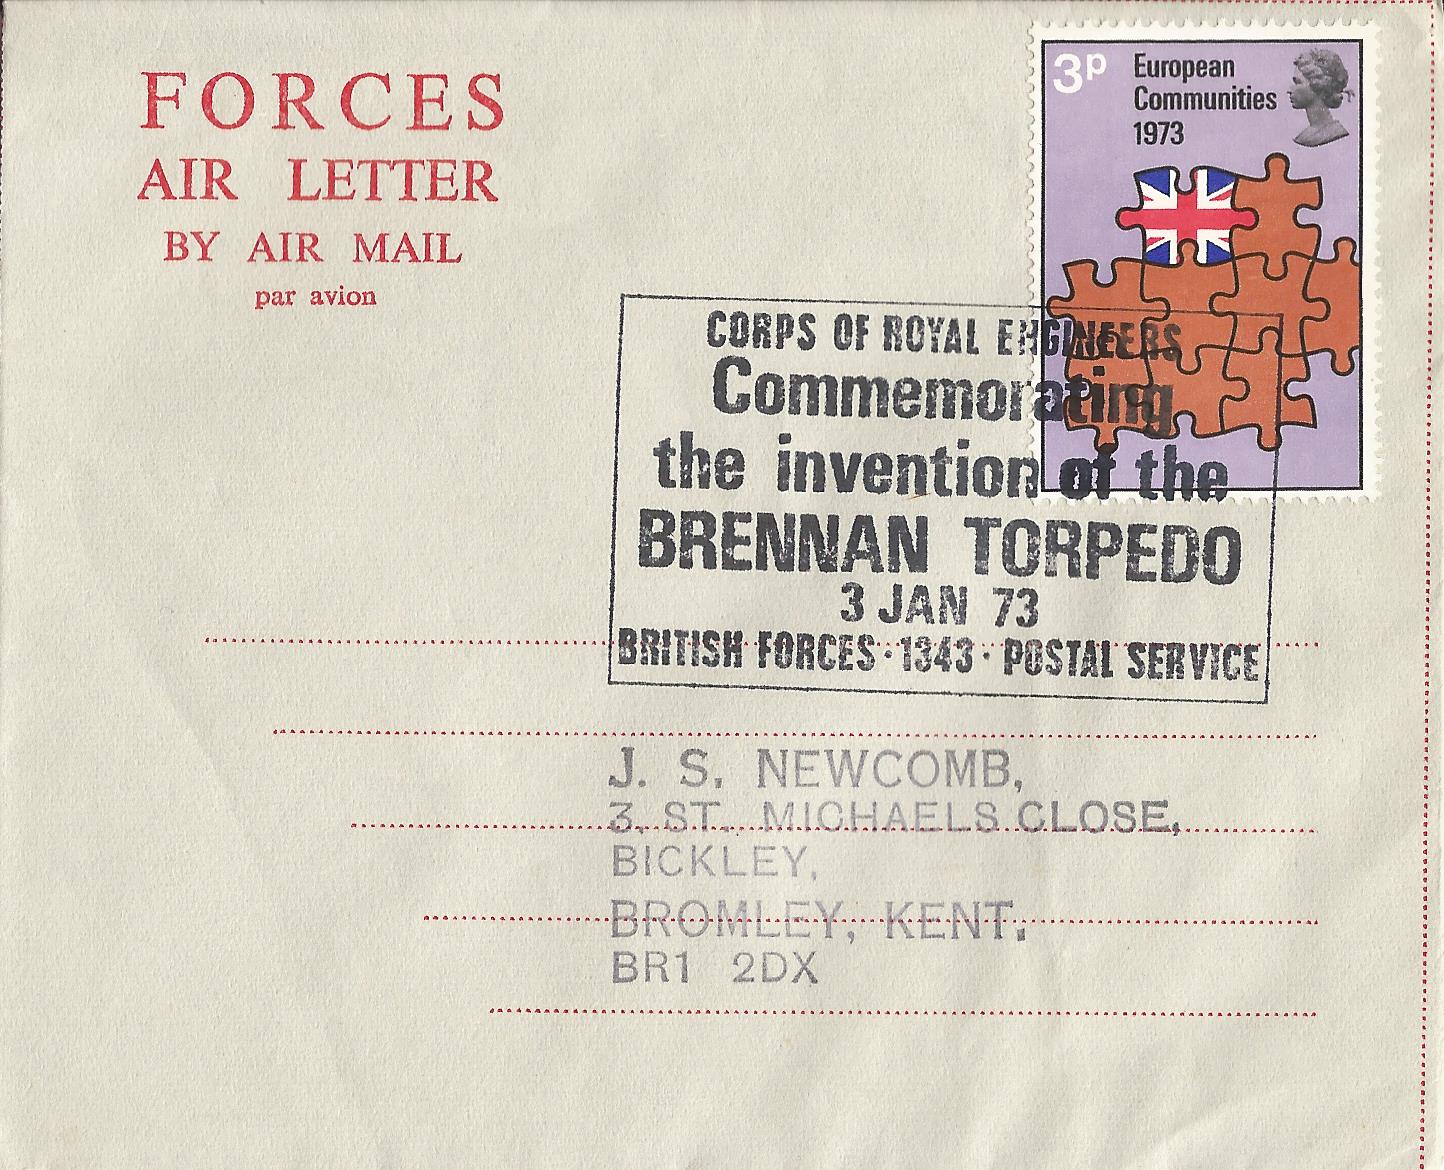 FORCES
AIR LETTER
BY AIR MAIL
par avion
3p
European
Communities
1973
CORPS OF ROYAL ENGINEERS
Commemorating
the invention of the
BRENNAN TORPEDO
3 JAN 73
BRITISH FORCES · 1343 · POSTAL SERVICE
J. S. NEWCOMB,
3, ST. MICHAELS CLOSE,
BICKLEY,
BROMLEY, KENT.
BR1 2DX